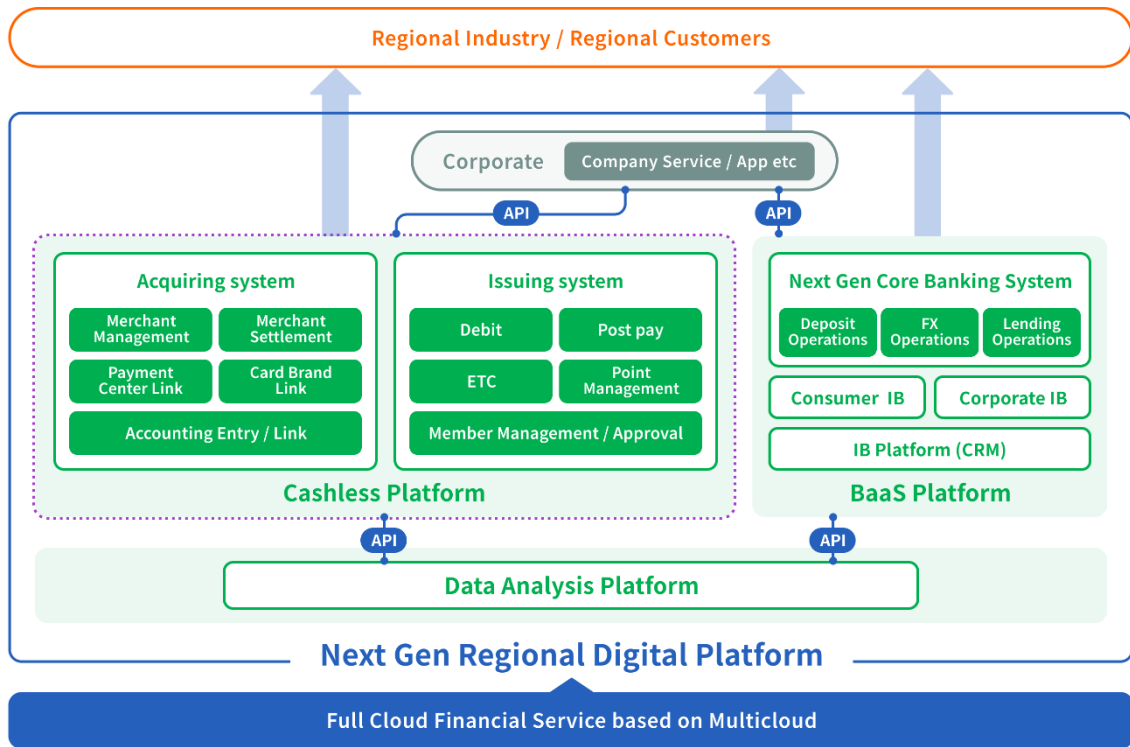 Regional Industry / Regional Customers
Corporate
Company Service / App etc
API
API
Acquiring system
Merchant
Management
Merchant
Settlement
Payment
Center Link
Card Brand
Link
Accounting Entry / Link
Issuing system
Debit
Post pay
ETC
Point
Management
Member Management / Approval
Cashless Platform
Next Gen Core Banking System
Deposit
Operations
FX
Operations
Lending
Operations
Consumer IB
Corporate IB
IB Platform (CRM)
BaaS Platform
API
API
Data Analysis Platform
Next Gen Regional Digital Platform
Full Cloud Financial Service based on Multicloud